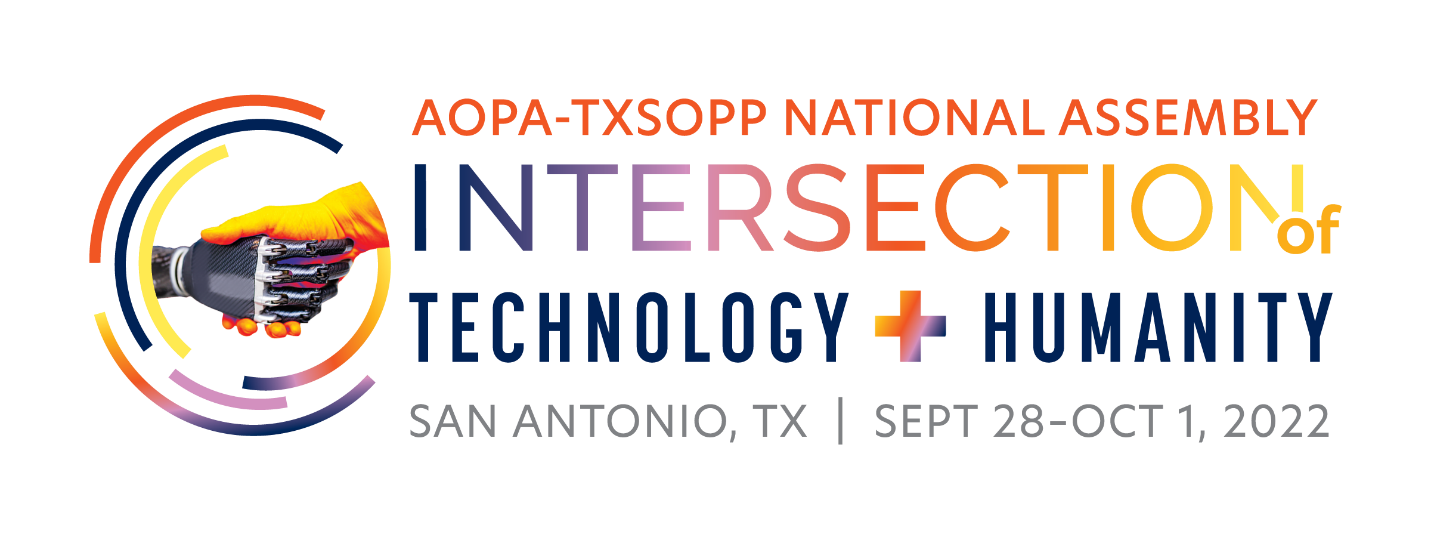 AOPA-TXSOPP NATIONAL ASSEMBLY
INTERSECTION of
TECHNOLOGY + HUMANITY
SAN ANTONIO, TX | SEPT 28–OCT 1, 2022